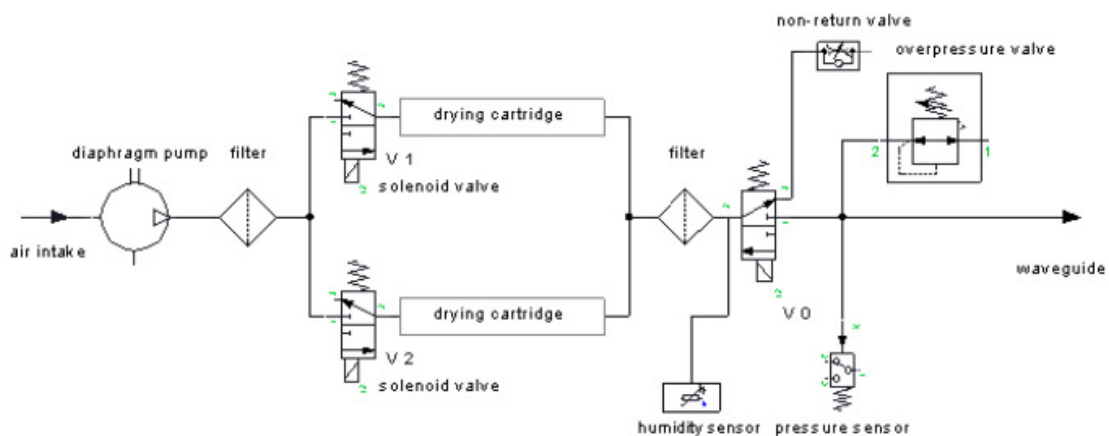 non-return valve
overpressure valve
drying cartridge
diaphragm pump
filter
V 1
solenoid valve
filter
2
1
air intake
waveguide
drying cartridge
V 0
V 2
solenoid valve
humidity sensor
pressure sensor